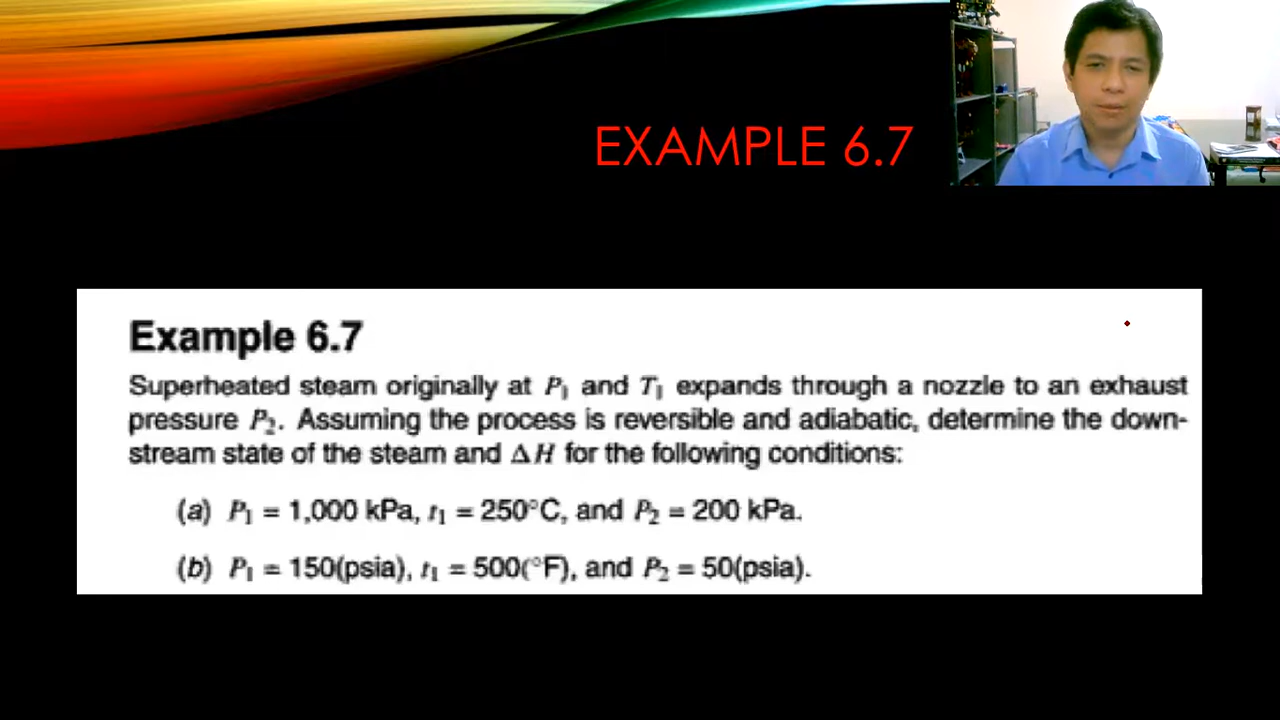 EXAMPLE 6.7
Example 6.7
Superheated steam originally at P₁ and T₁ expands through a nozzle to an exhaust
pressure P₂. Assuming the process is reversible and adiabatic, determine the down-
stream state of the steam and ΔH for the following conditions:
(a) P₁ = 1,000 kPa, t₁ = 250°C, and P₂ = 200 kPa.
(b) P₁ = 150(psia), t₁ = 500(°F), and P₂ = 50(psia).